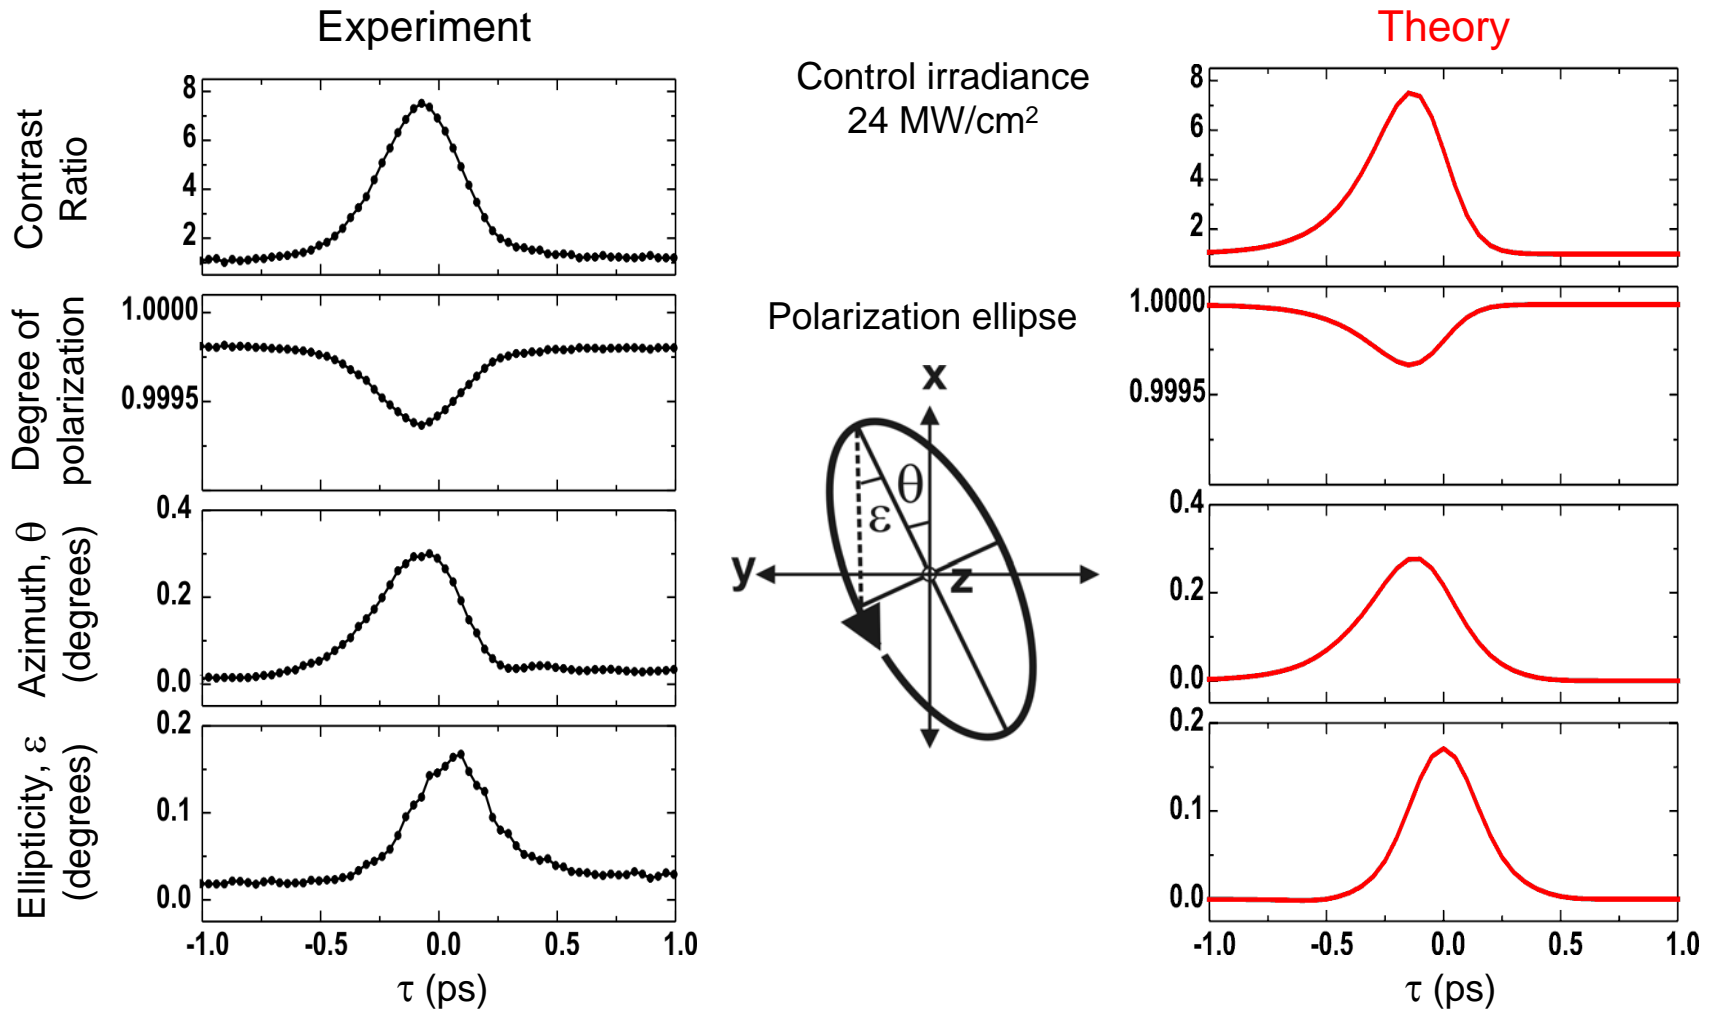 Experiment
Theory
Control irradiance
24 MW/cm²
Contrast
Ratio
8
6
4
2
8
6
4
2
Degree of
polarization
1.0000
0.9995
Polarization ellipse
1.0000
0.9995
x
y
z
θ
ε
Azimuth, θ
(degrees)
0.4
0.2
0.0
0.4
0.2
0.0
Ellipticity, ε
(degrees)
0.2
0.1
0.0
0.2
0.1
0.0
-1.0 -0.5 0.0 0.5 1.0
-1.0 -0.5 0.0 0.5 1.0
τ (ps)
τ (ps)